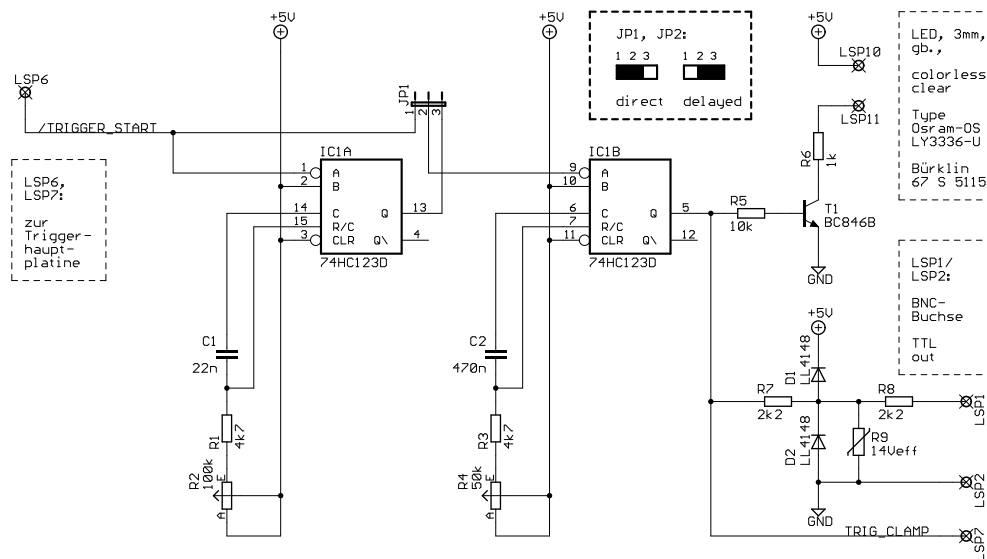 +5V
+5V
+5V
JP1, JP2:
1 2 3
1 2 3
direct
delayed
LED, 3mm,
gb.,
colorless
clear
Type
Osram-OS
LY3336-U
Bürklin
67 S 5115
LSP10
LSP11
LSP6
/TRIGGER_START
JP1
1
2
3
LSP6,
LSP7:
zur
Trigger-
haupt-
platine
IC1A
1
2
14
15
3
A
B
C
R/C
CLR
Q
Q\
13
4
74HC123D
IC1B
9
10
6
7
11
A
B
C
R/C
CLR
Q
Q\
5
12
74HC123D
R6
1k
R5
10k
T1
BC846B
GND
LSP1/
LSP2:
BNC-
Buchse
TTL
out
+5V
C1
22n
C2
470n
D1
LL4148
R7
2k2
R8
2k2
LSP1
R1
4k7
R3
4k7
D2
LL4148
R9
14Veff
R2
100k
E
A
R4
50k
E
A
LSP2
GND
TRIG_CLAMP
LSP7